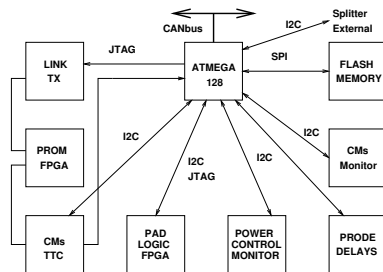 CANbus
I2C
Splitter
External
JTAG
SPI
LINK
TX
ATMEGA
128
FLASH
MEMORY
I2C
I2C
I2C
JTAG
I2C
PROM
FPGA
CMs
Monitor
CMs
TTC
PAD
LOGIC
FPGA
POWER
CONTROL
MONITOR
PRODE
DELAYS